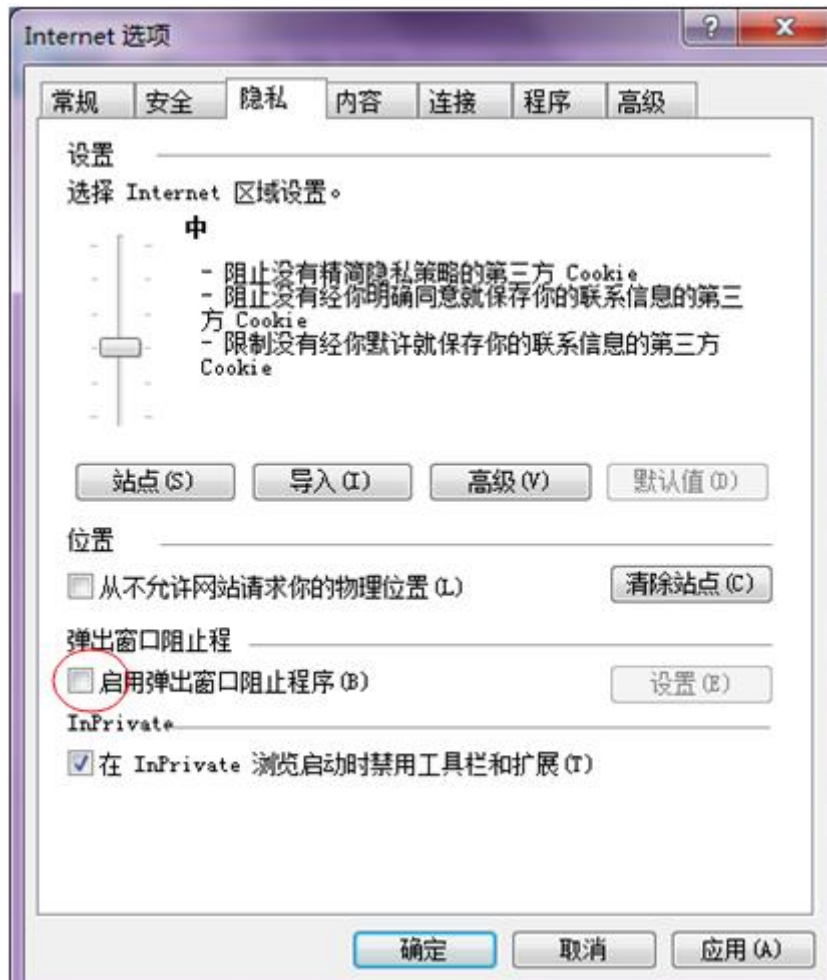 Internet 选项
?
常规 安全 隐私 内容 连接 程序 高级
设置
选择 Internet 区域设置。
中
- 阻止没有精简隐私策略的第三方 Cookie
- 阻止没有经你明确同意就保存你的联系信息的第三
方 Cookie
- 限制没有经你默许就保存你的联系信息的第三方
Cookie
站点(S) 导入(I) 高级(V) 默认值(D)
位置
从不允许网站请求你的物理位置(L) 清除站点(C)
弹出窗口阻止程
启用弹出窗口阻止程序(B) 设置(E)
InPrivate
在 InPrivate 浏览启动时禁用工具栏和扩展(T)
确定 取消 应用(A)